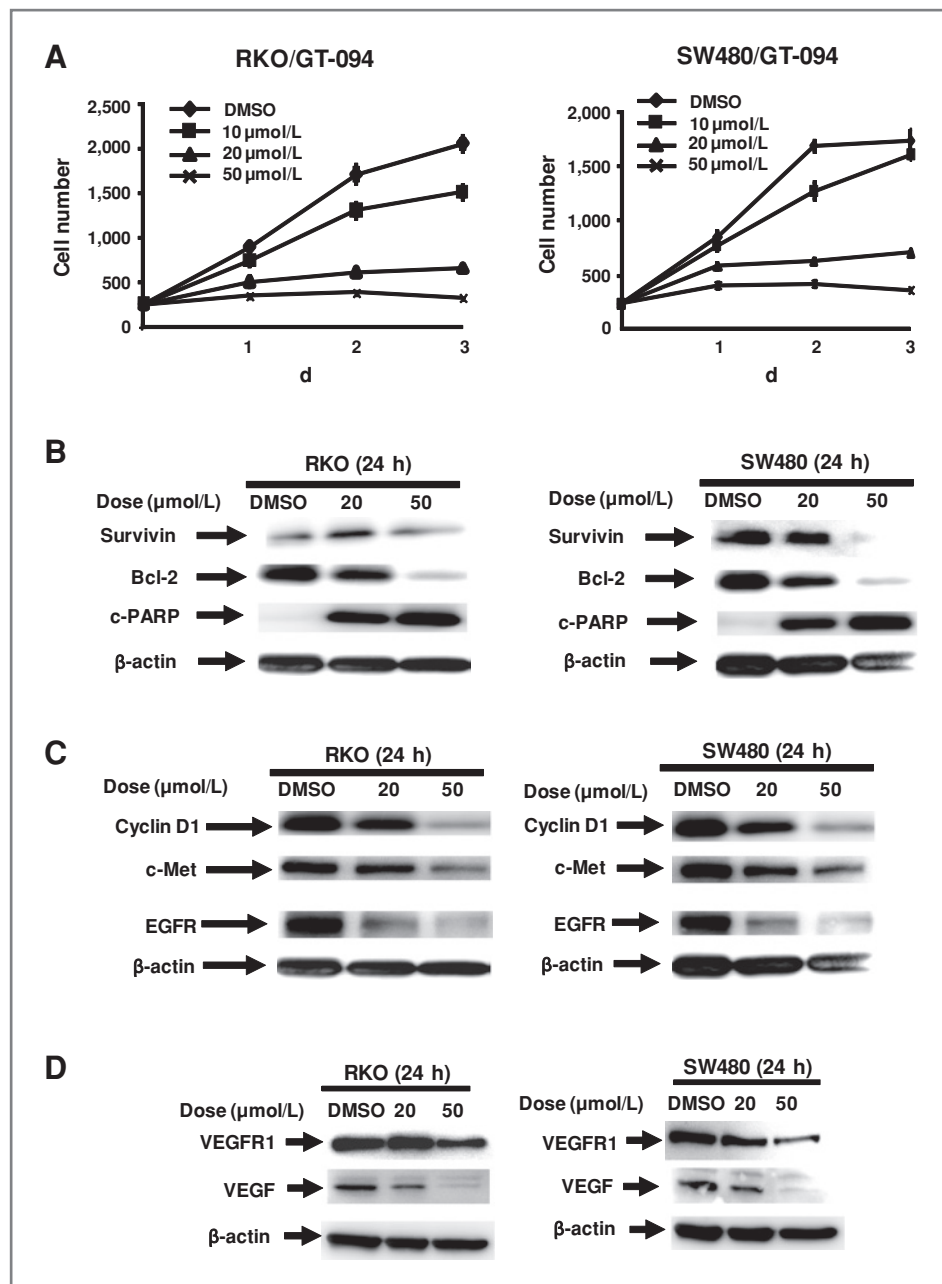 A
RKO/GT-094
DMSO
10 µmol/L
20 µmol/L
50 µmol/L
2,500
2,000
1,500
1,000
500
0
Cell number
1 2 3
d
SW480/GT-094
DMSO
10 µmol/L
20 µmol/L
50 µmol/L
2,000
1,500
1,000
500
0
Cell number
1 2 3
d
B
RKO (24 h)
Dose (µmol/L) DMSO 20 50
Survivin
Bcl-2
c-PARP
β-actin
SW480 (24 h)
Dose (µmol/L) DMSO 20 50
Survivin
Bcl-2
c-PARP
β-actin
C
RKO (24 h)
Dose (µmol/L) DMSO 20 50
Cyclin D1
c-Met
EGFR
β-actin
SW480 (24 h)
Dose (µmol/L) DMSO 20 50
Cyclin D1
c-Met
EGFR
β-actin
D
RKO (24 h)
Dose (µmol/L) DMSO 20 50
VEGFR1
VEGF
β-actin
SW480 (24 h)
Dose (µmol/L) DMSO 20 50
VEGFR1
VEGF
β-actin